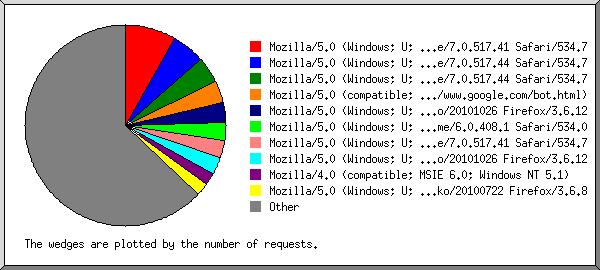 Mozilla/5.0 (Windows; U; ...e/7.0.517.41 Safari/534.7
Mozilla/5.0 (Windows; U; ...e/7.0.517.44 Safari/534.7
Mozilla/5.0 (Windows; U; ...e/7.0.517.44 Safari/534.7
Mozilla/5.0 (compatible; .../www.google.com/bot.html)
Mozilla/5.0 (Windows; U; ...o/20101026 Firefox/3.6.12
Mozilla/5.0 (Windows; U; ...me/6.0.408.1 Safari/534.0
Mozilla/5.0 (Windows; U; ...e/7.0.517.41 Safari/534.7
Mozilla/5.0 (Windows; U; ...o/20101026 Firefox/3.6.12
Mozilla/4.0 (compatible; MSIE 6.0; Windows NT 5.1)
Mozilla/5.0 (Windows; U; ...ko/20100722 Firefox/3.6.8
Other
The wedges are plotted by the number of requests.